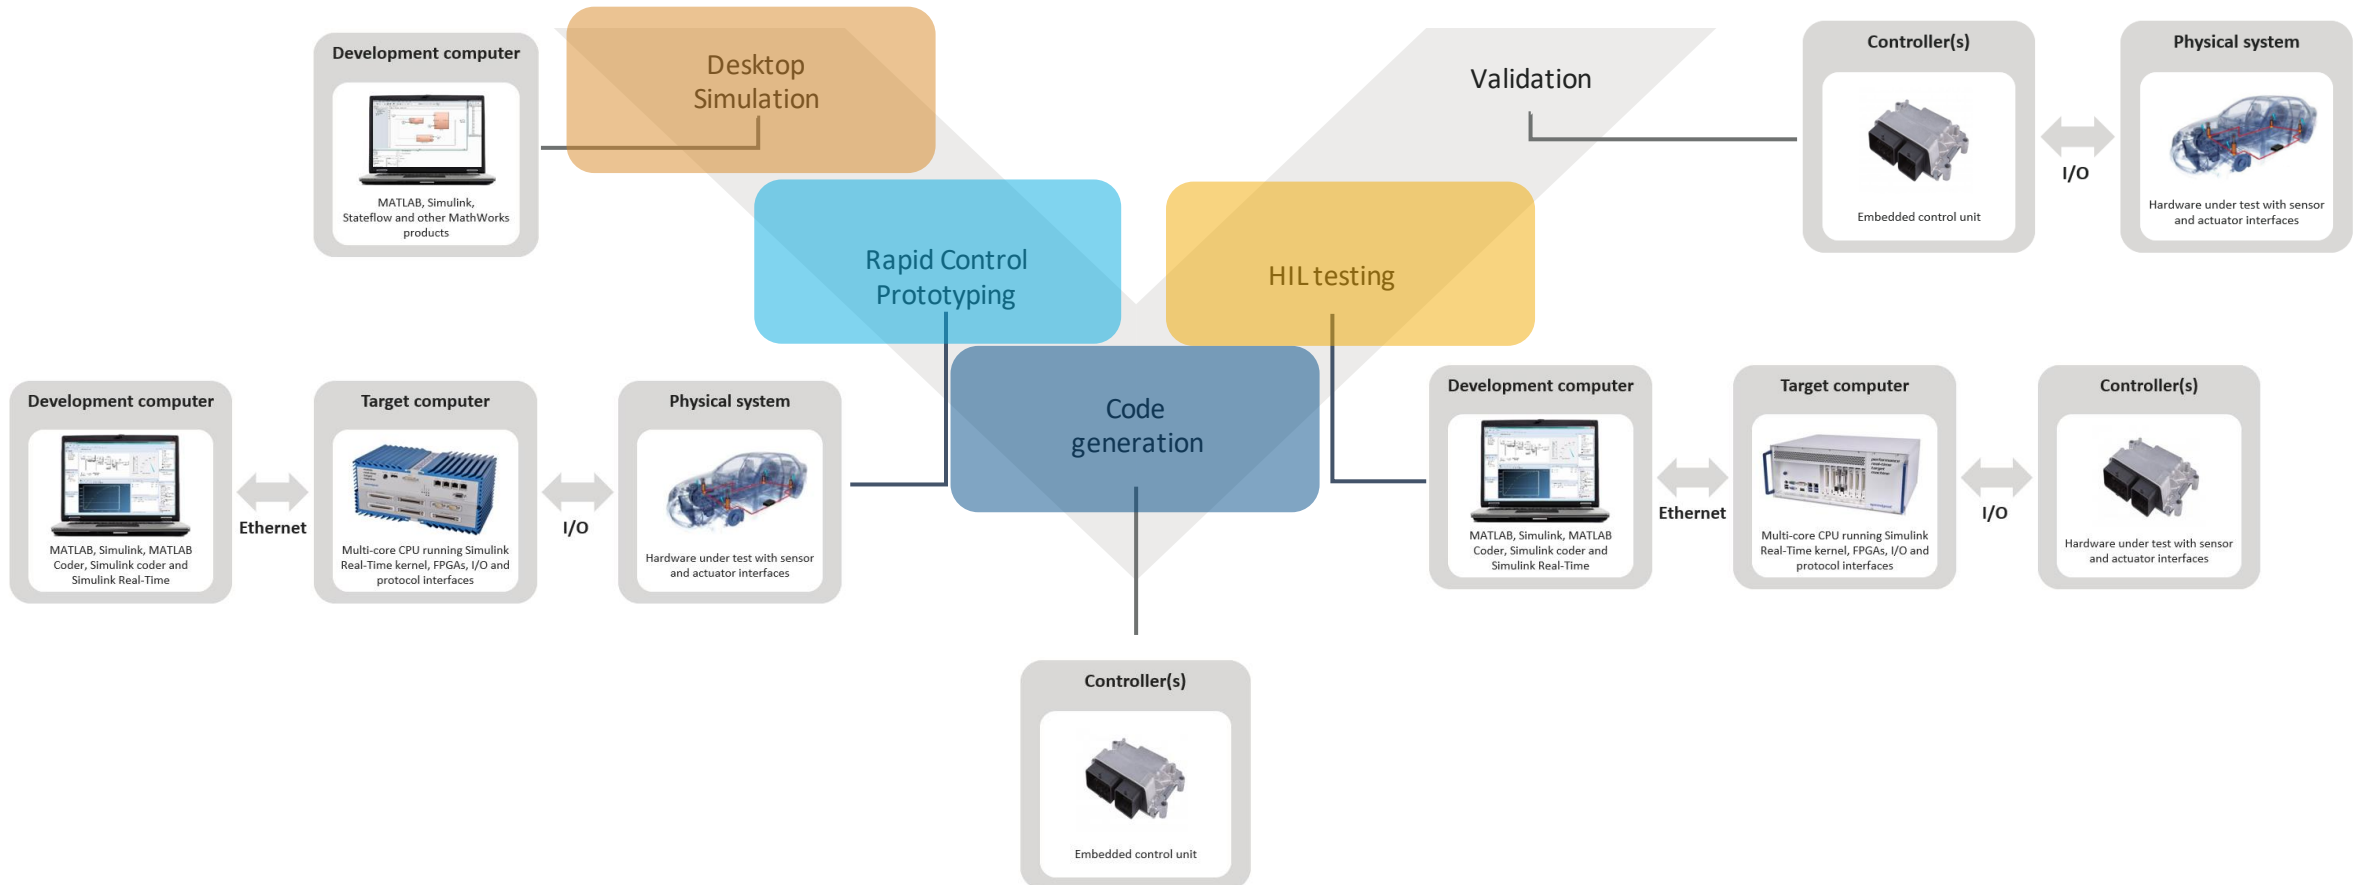 Development computer
MATLAB, Simulink,
Stateflow and other MathWorks
products
Desktop
Simulation
Validation
Controller(s)
Embedded control unit
I/O
Physical system
Hardware under test with sensor
and actuator interfaces
Rapid Control
Prototyping
HIL testing
Code
generation
Development computer
MATLAB, Simulink, MATLAB
Coder, Simulink coder and
Simulink Real-Time
Ethernet
Target computer
Multi-core CPU running Simulink
Real-Time kernel, FPGAs, I/O and
protocol interfaces
I/O
Physical system
Hardware under test with sensor
and actuator interfaces
Development computer
MATLAB, Simulink, MATLAB
Coder, Simulink coder and
Simulink Real-Time
Ethernet
Target computer
performance
real-time
target
machine
Multi-core CPU running Simulink
Real-Time kernel, FPGAs, I/O and
protocol interfaces
I/O
Controller(s)
Hardware under test with sensor
and actuator interfaces
Controller(s)
Embedded control unit